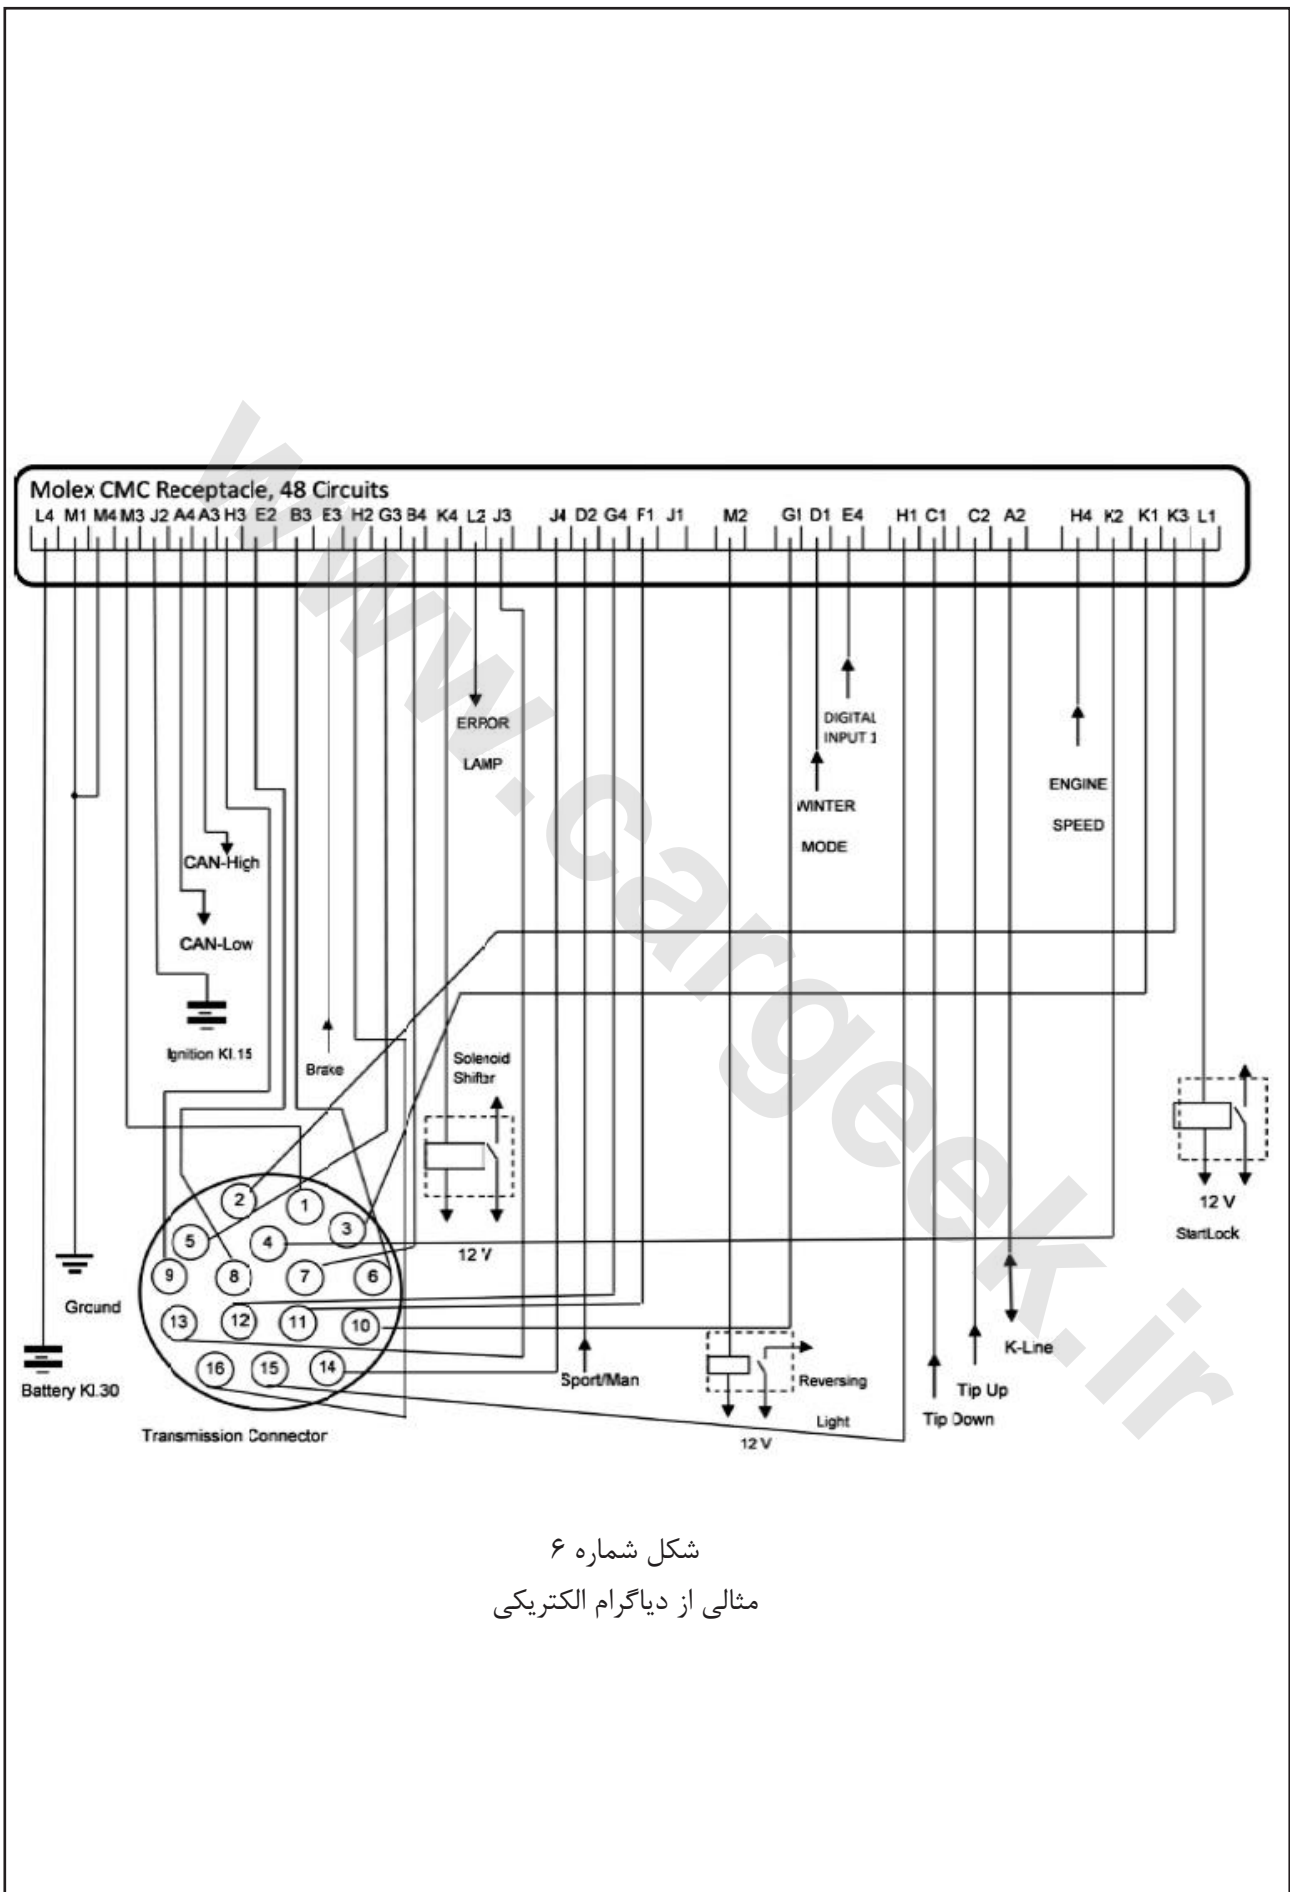 Molex CMC Receptacle, 48 Circuits
L4 M1 M4 M3 J2 A4 A3 H3 E2 B3 E3 H2 G3 B4 K4 L2 J3 J4 D2 G4 F1 J1 M2 G1 D1 E4 H1 C1 C2 A2 H4 K2 K1 K3 L1
ERROR
LAMP
DIGITAL
INPUT 1
WINTER
MODE
ENGINE
SPEED
CAN-High
CAN-Low
Ignition Kl.15
Brake
Solenoid
Shifter
12 V
12 V
StartLock
2
1
3
5
4
9
8
7
6
13
12
11
10
16
15
14
Ground
Battery Kl.30
Transmission Connector
Sport/Man
Reversing
Light
12 V
K-Line
Tip Up
Tip Down
www.cargeek.ir
شکل شماره ۶
مثالی از دیاگرام الکتریکی